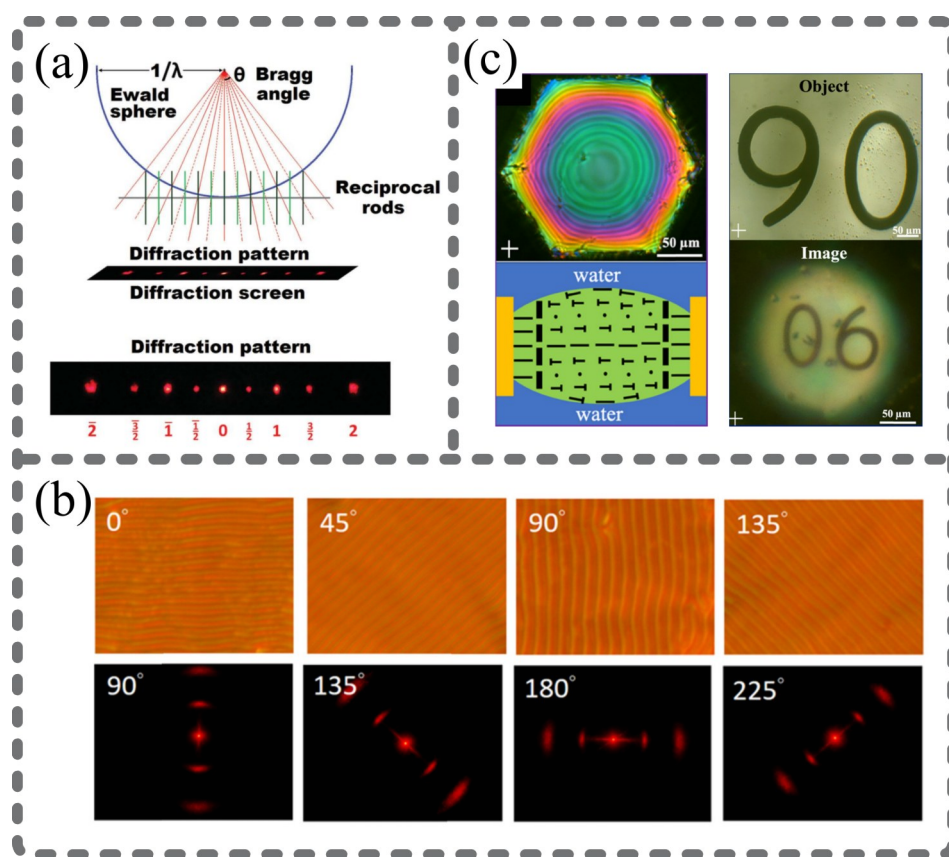 (a)
1/λ
θ Bragg
angle
Ewald
sphere
Reciprocal
rods
Diffraction pattern
Diffraction screen
Diffraction pattern
2̅ 3̅/2 1̅ 1̅/2 0 1/2 1 3/2 2
(c)
50 µm
water
water
Object
90
50 µm
Image
06
50 µm
(b)
0° 45° 90° 135°
90° 135° 180° 225°